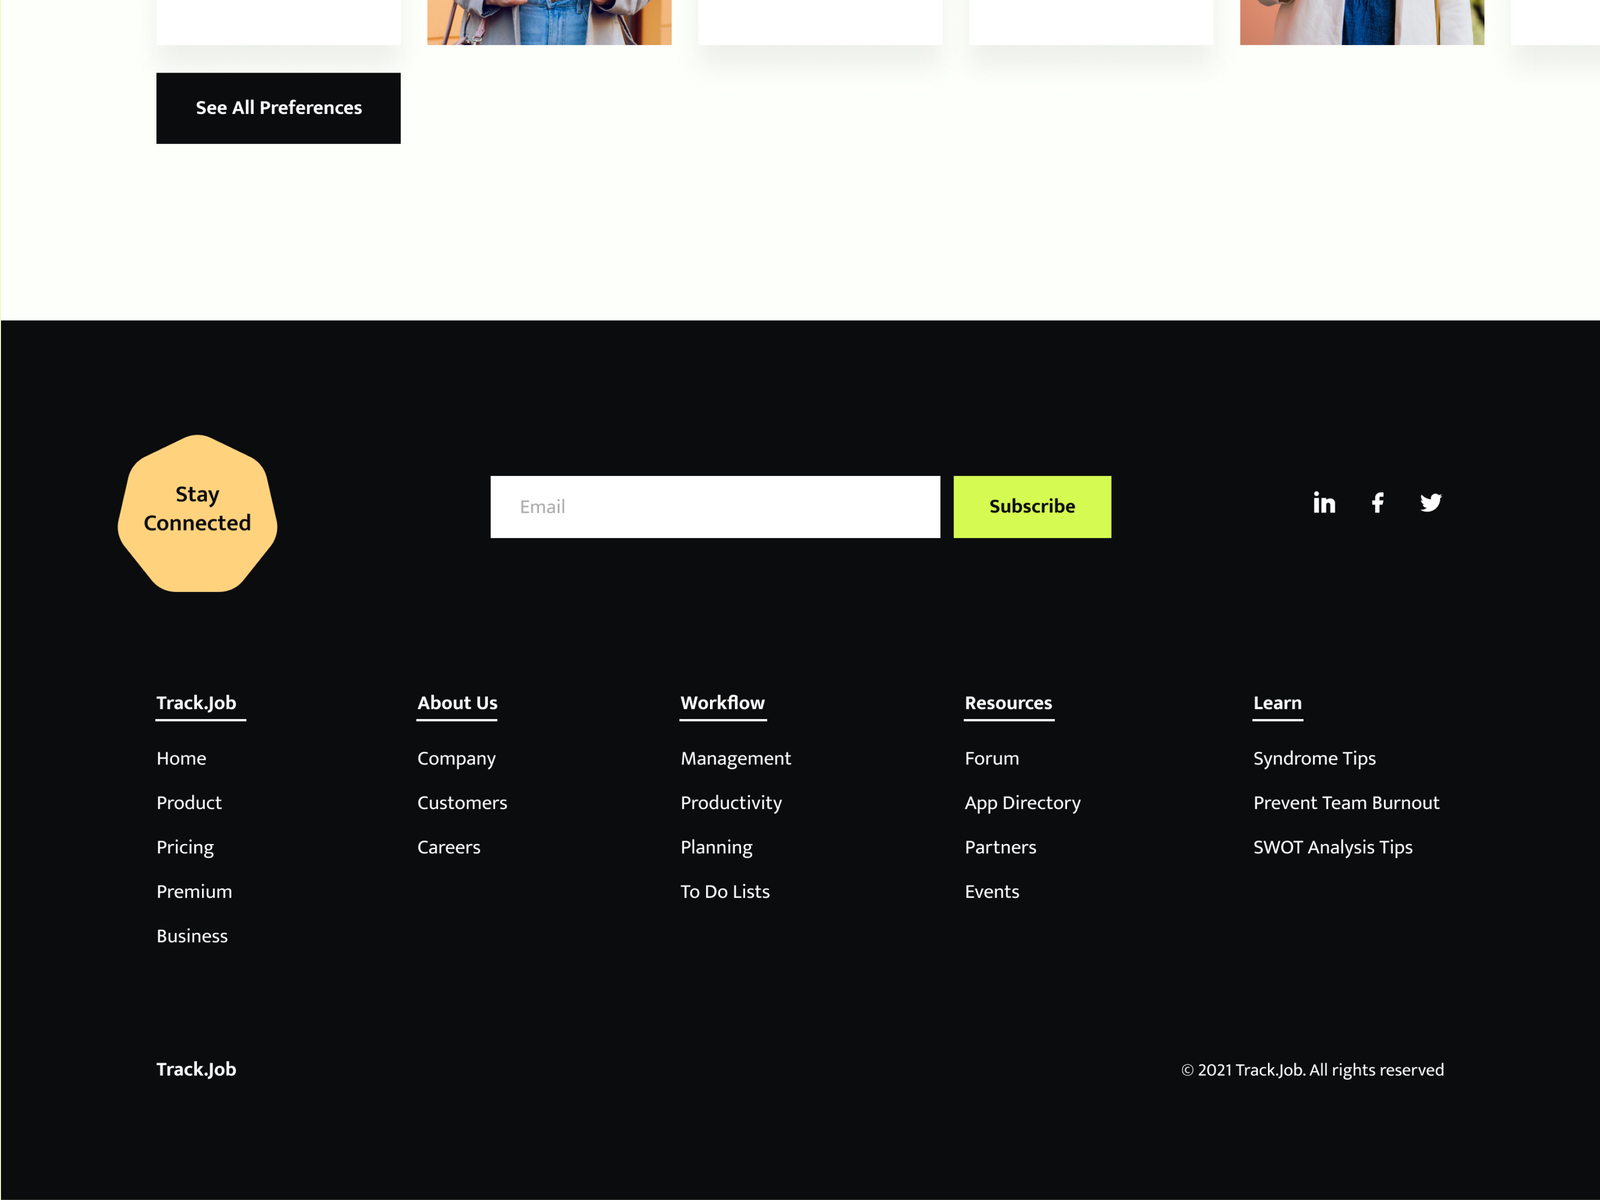 See All Preferences
Stay
Connected
Email
Subscribe
Track.Job
Home
Product
Pricing
Premium
Business
About Us
Company
Customers
Careers
Workflow
Management
Productivity
Planning
To Do Lists
Resources
Forum
App Directory
Partners
Events
Learn
Syndrome Tips
Prevent Team Burnout
SWOT Analysis Tips
Track.Job
© 2021 Track.Job. All rights reserved